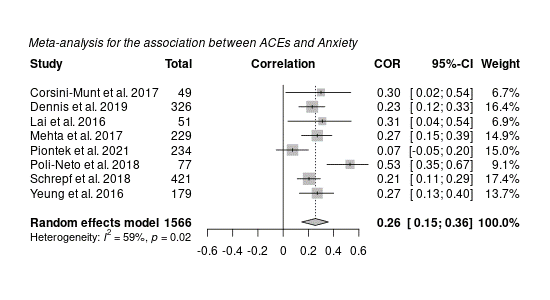 Meta-analysis for the association between ACEs and Anxiety
Study Total Correlation COR 95%-CI Weight
Corsini-Munt et al. 2017 49 0.30 [ 0.02; 0.54] 6.7%
Dennis et al. 2019 326 0.23 [ 0.12; 0.33] 16.4%
Lai et al. 2016 51 0.31 [ 0.04; 0.54] 6.9%
Mehta et al. 2017 229 0.27 [ 0.15; 0.39] 14.9%
Piontek et al. 2021 234 0.07 [-0.05; 0.20] 15.0%
Poli-Neto et al. 2018 77 0.53 [ 0.35; 0.67] 9.1%
Schrepf et al. 2018 421 0.21 [ 0.11; 0.29] 17.4%
Yeung et al. 2016 179 0.27 [ 0.13; 0.40] 13.7%
Random effects model 1566 0.26 [ 0.15; 0.36] 100.0%
Heterogeneity: I² = 59%, p = 0.02
-0.6 -0.4 -0.2 0 0.2 0.4 0.6